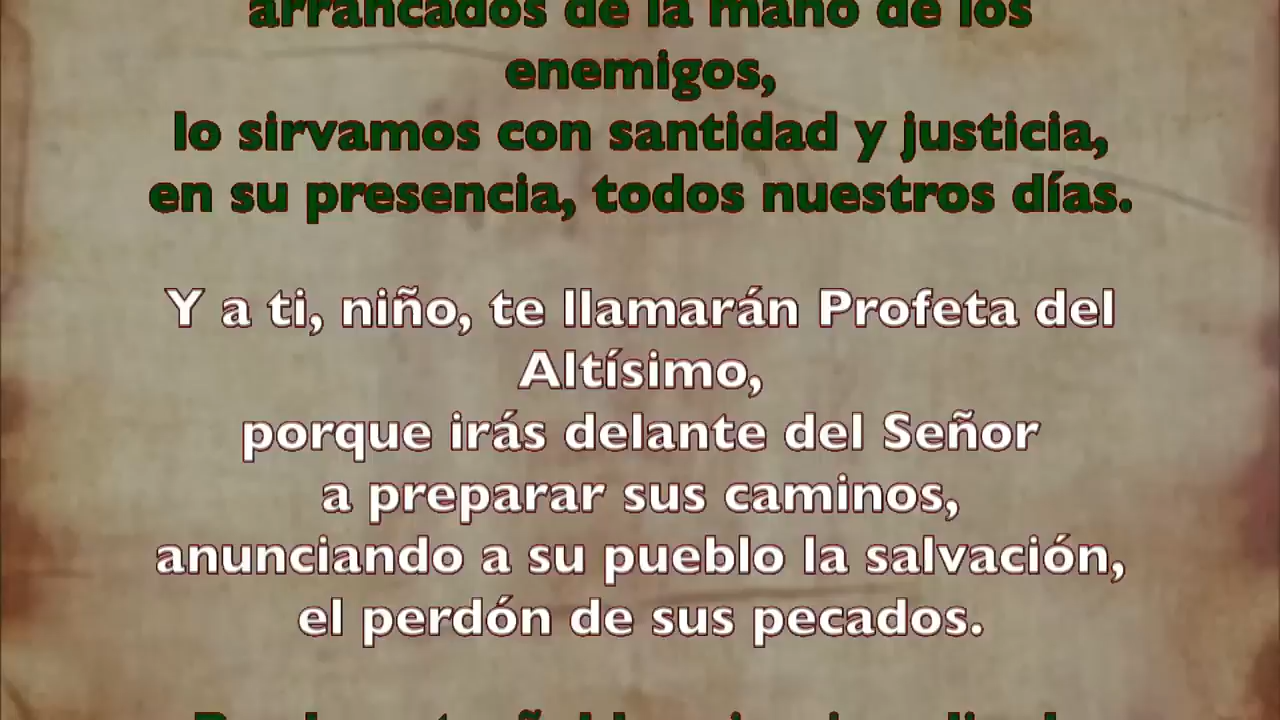 arrancados de la mano de los
enemigos,
lo sirvamos con santidad y justicia,
en su presencia, todos nuestros días.
Y a ti, niño, te llamarán Profeta del
Altísimo,
porque irás delante del Señor
a preparar sus caminos,
anunciando a su pueblo la salvación,
el perdón de sus pecados.